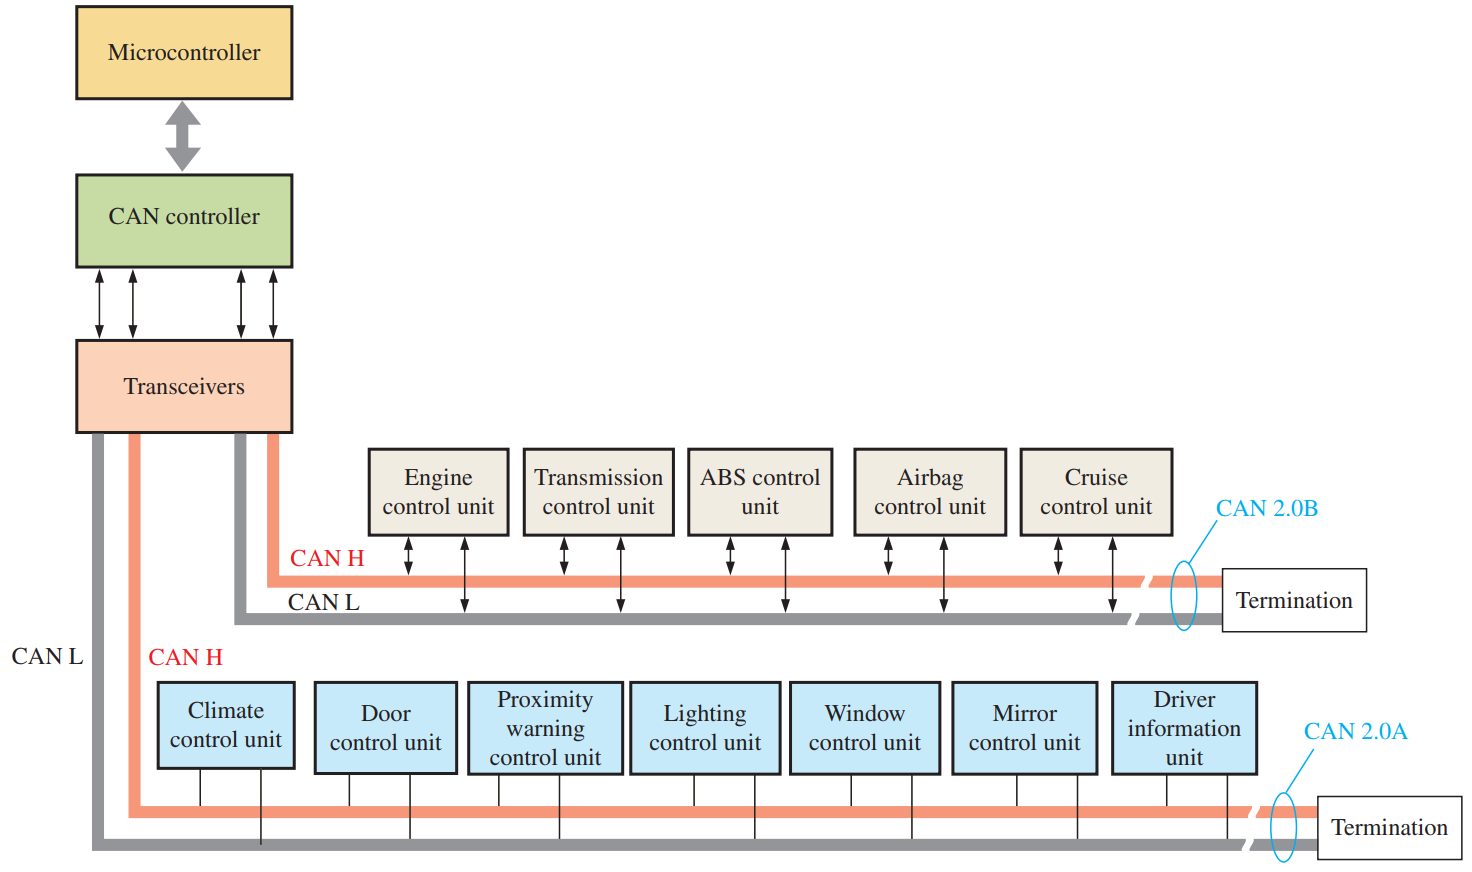 Microcontroller
CAN controller
Transceivers
Engine
control unit
Transmission
control unit
ABS control
unit
Airbag
control unit
Cruise
control unit
CAN 2.0B
CAN H
CAN L
Termination
CAN L
CAN H
Climate
control unit
Door
control unit
Proximity
warning
control unit
Lighting
control unit
Window
control unit
Mirror
control unit
Driver
information
unit
CAN 2.0A
Termination